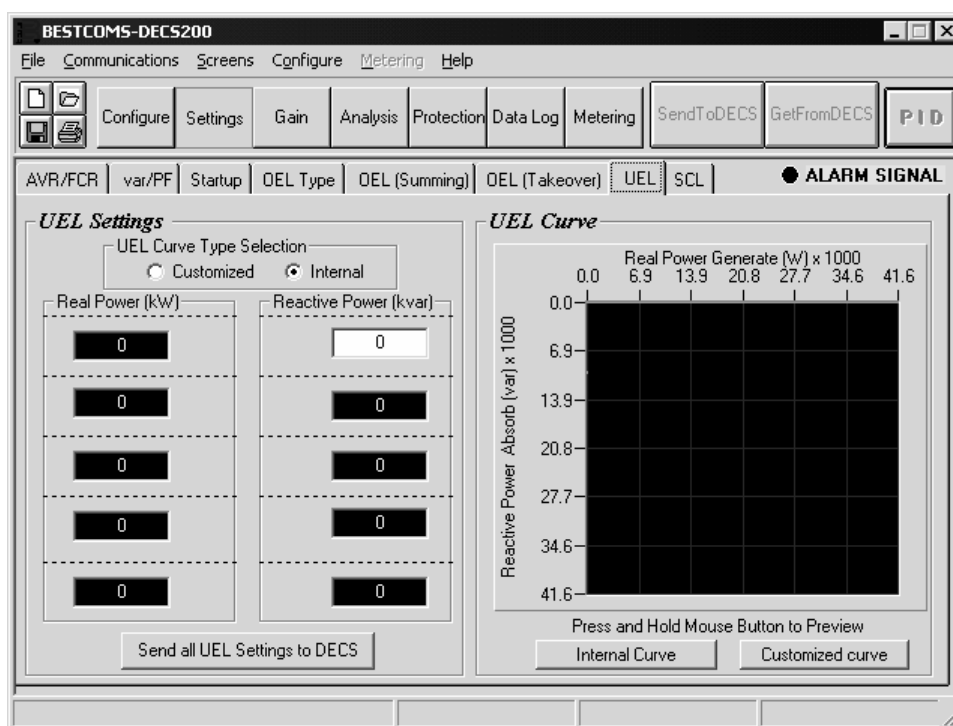 BESTCOMS-DECS200
File Communications Screens Configure Metering Help
Configure Settings Gain Analysis Protection Data Log Metering SendToDECS GetFromDECS PID
AVR/FCR var/PF Startup OEL Type OEL (Summing) OEL (Takeover) UEL SCL ALARM SIGNAL
UEL Settings
UEL Curve Type Selection
Customized Internal
Real Power (kW) Reactive Power (kvar)
0 0
0 0
0 0
0 0
0 0
Send all UEL Settings to DECS
UEL Curve
Real Power Generate (W) x 1000
0.0 6.9 13.9 20.8 27.7 34.6 41.6
Reactive Power Absorb (var) x 1000
0.0
6.9
13.9
20.8
27.7
34.6
41.6
Press and Hold Mouse Button to Preview
Internal Curve Customized curve